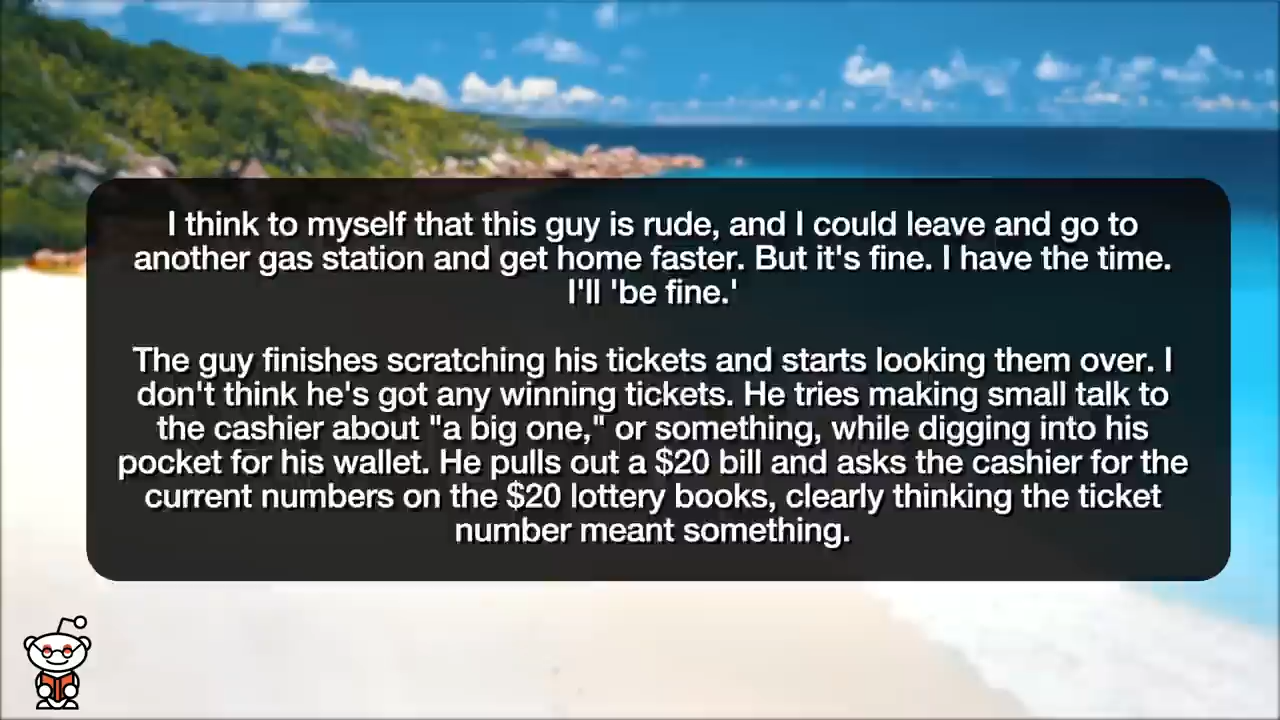 I think to myself that this guy is rude, and I could leave and go to
another gas station and get home faster. But it's fine. I have the time.
I'll 'be fine.'
The guy finishes scratching his tickets and starts looking them over. I
don't think he's got any winning tickets. He tries making small talk to
the cashier about "a big one," or something, while digging into his
pocket for his wallet. He pulls out a $20 bill and asks the cashier for the
current numbers on the $20 lottery books, clearly thinking the ticket
number meant something.